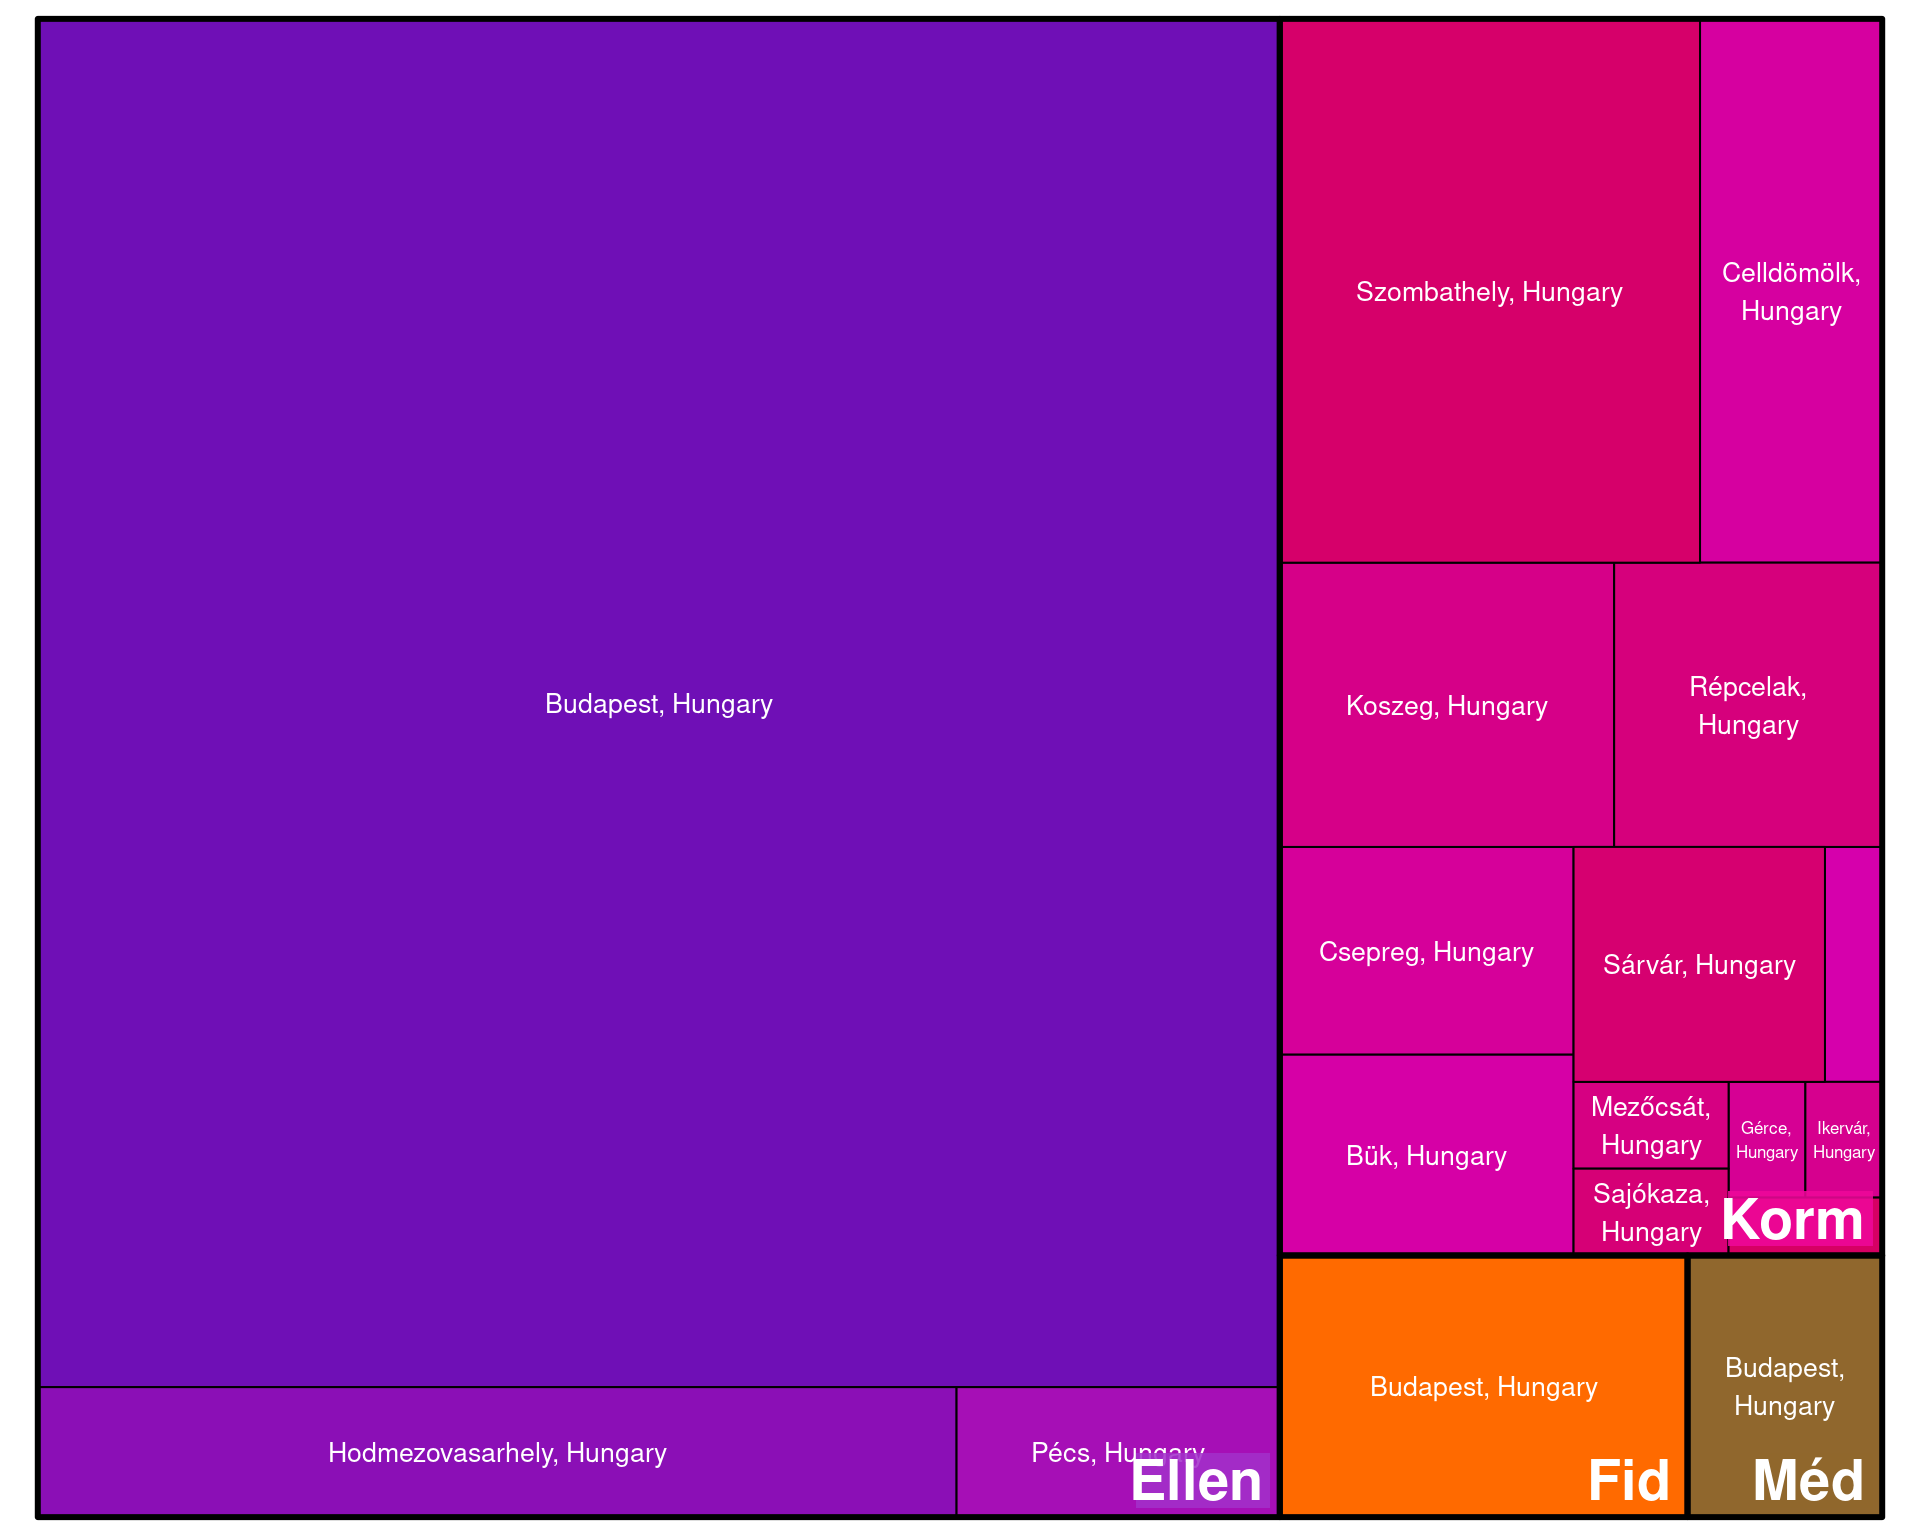 Budapest, Hungary
Hodmezovasarhely, Hungary
Pécs, Hungary
Ellen
Szombathely, Hungary
Celldömölk,
Hungary
Koszeg, Hungary
Répcelak,
Hungary
Csepreg, Hungary
Sárvár, Hungary
Bük, Hungary
Mezőcsát,
Hungary
Gérce,
Hungary
Ikervár,
Hungary
Sajókaza,
Hungary
Korm
Budapest, Hungary
Fid
Budapest,
Hungary
Méd